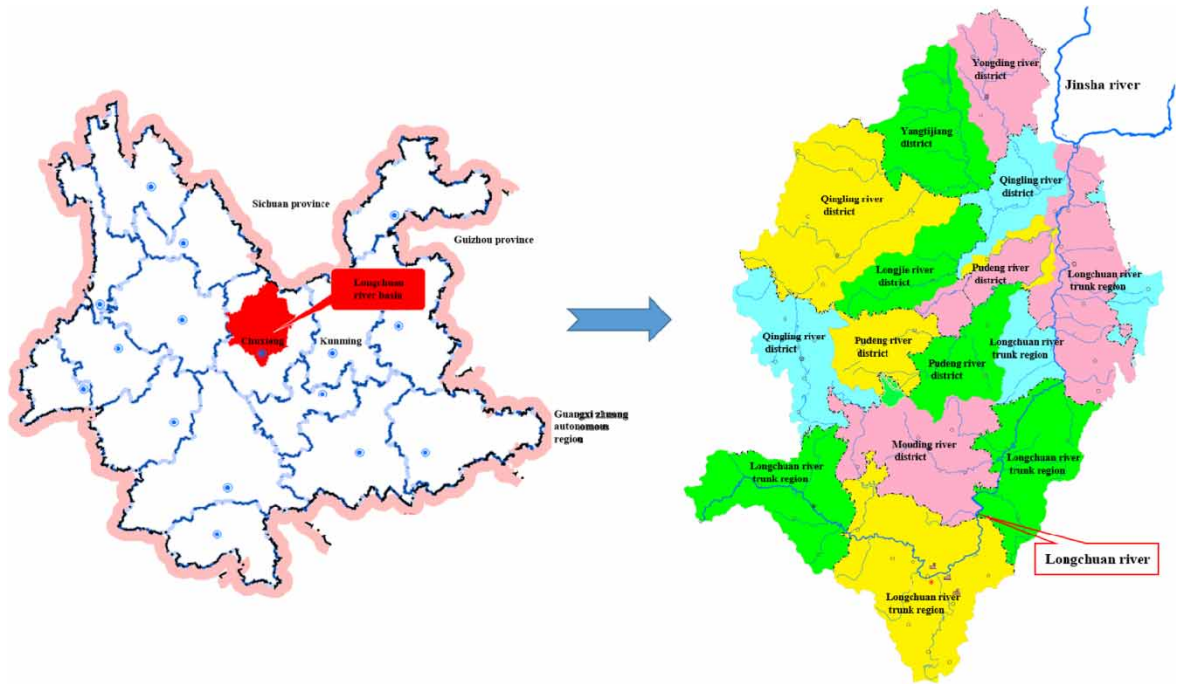 Sichuan province
Guizhou province
Longchuan
river basin
Chuxiong
Kunming
Guangxi zhuang
autonomous
region
Yongding river
district
Jinsha river
Yangtijiang
district
Qingling river
district
Qingling river
district
Longjie river
district
Pudeng river
district
Longchuan river
trunk region
Qingling river
district
Pudeng river
district
Pudeng river
district
Longchuan river
trunk region
Mouding river
district
Longchuan river
trunk region
Longchuan river
trunk region
Longchuan river
Longchuan river
trunk region